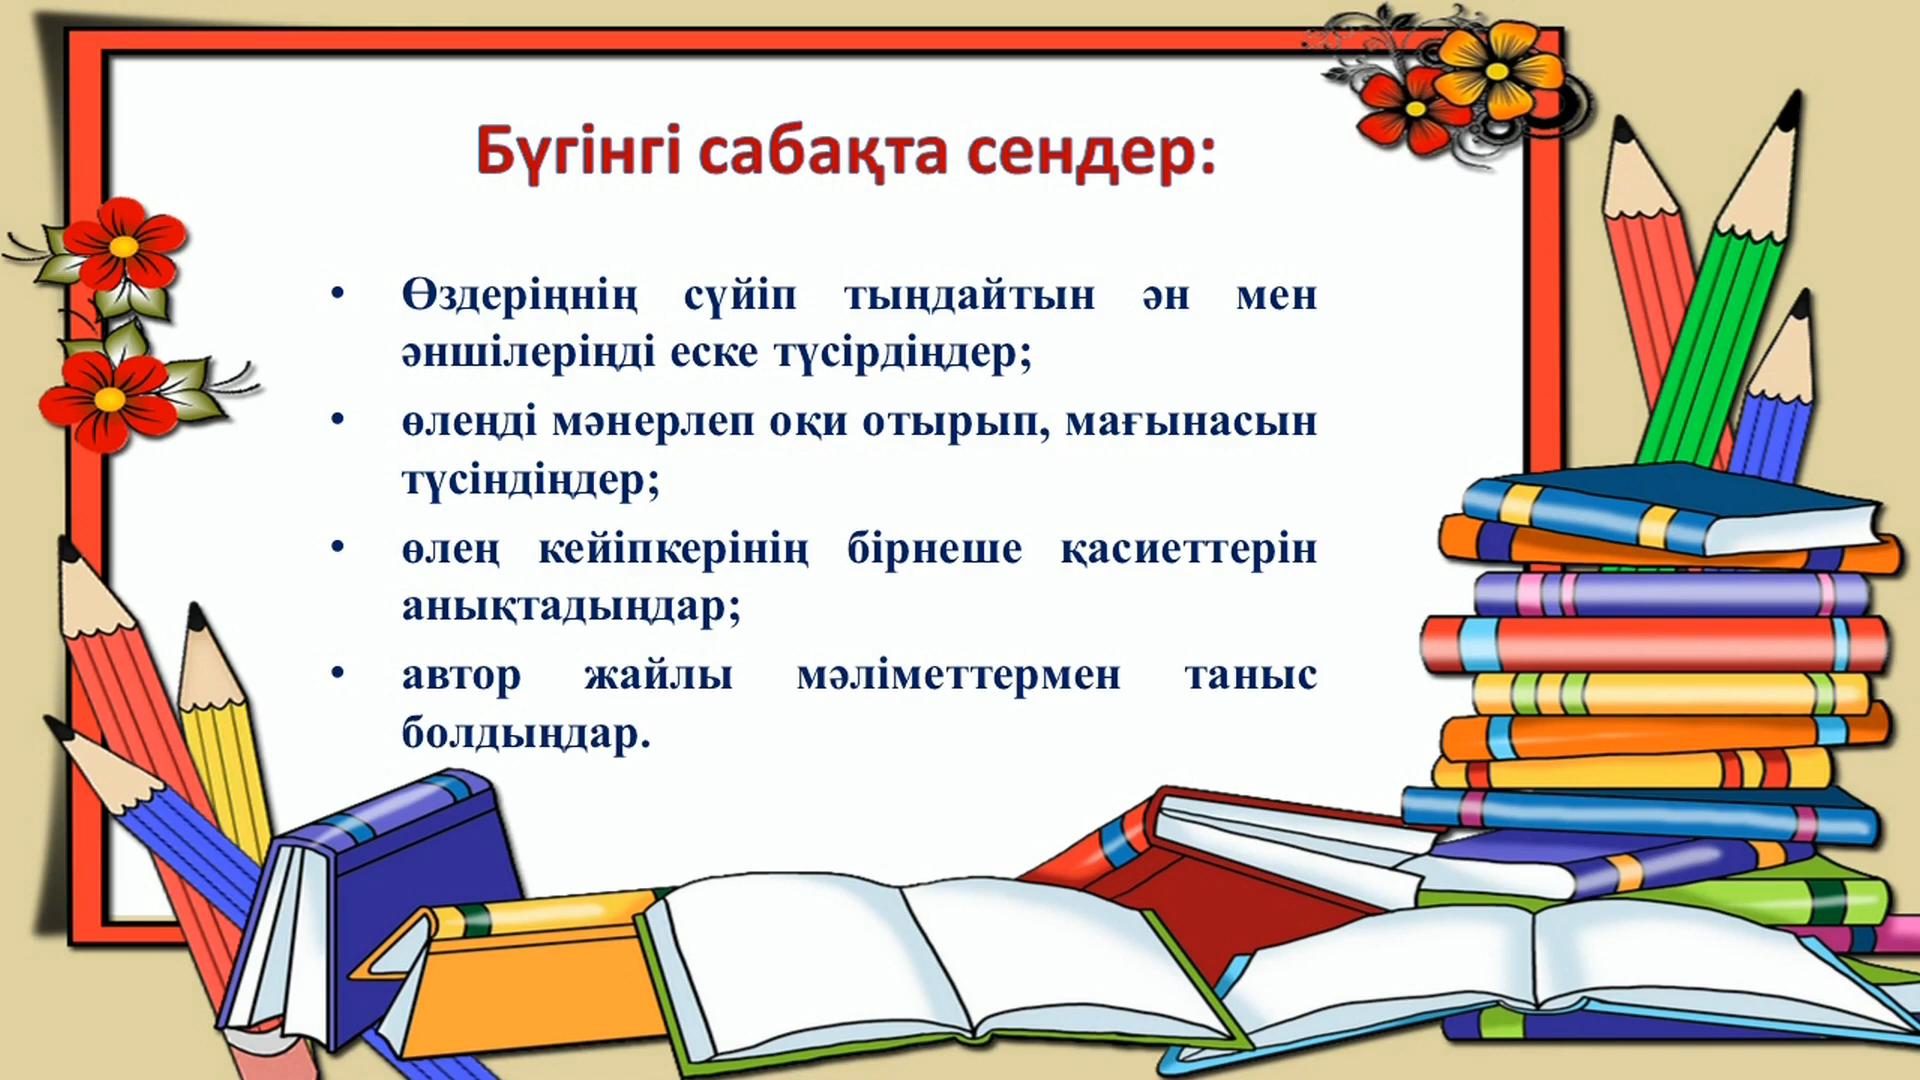 Бүгінгі сабақта сендер:
• Өздеріңнің сүйіп тыңдайтын ән мен
әншілеріңді еске түсірдіңдер;
• өлеңді мәнерлеп оқи отырып, мағынасын
түсіндіңдер;
• өлең кейіпкерінің бірнеше қасиеттерін
анықтадыңдар;
• автор жайлы мәліметтермен таныс
болдыңдар.